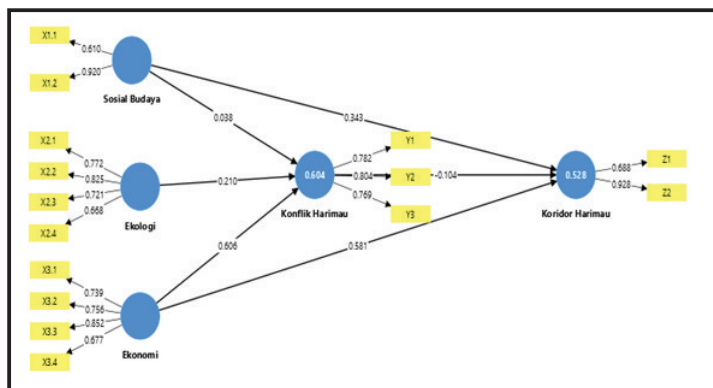 X1.1
0.610
0.920
X1.2
Sosial Budaya
0.038
0.343
X2.1
0.772
X2.2
0.825
X2.3
0.721
X2.4
0.668
Ekologi
0.210
0.604
Konflik Harimau
Y1
0.782
Y2
0.804
-0.104
Y3
0.769
0.528
Koridor Harimau
0.688
Z1
0.928
Z2
0.606
0.581
X3.1
0.739
X3.2
0.756
X3.3
0.852
X3.4
0.677
Ekonomi